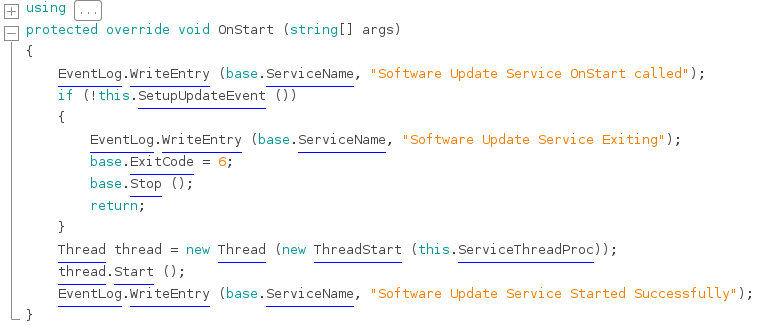 using ...
protected override void OnStart (string[] args)
{
EventLog.WriteEntry (base.ServiceName, "Software Update Service OnStart called");
if (!this.SetupUpdateEvent ())
{
EventLog.WriteEntry (base.ServiceName, "Software Update Service Exiting");
base.ExitCode = 6;
base.Stop ();
return;
}
Thread thread = new Thread (new ThreadStart (this.ServiceThreadProc));
thread.Start ();
EventLog.WriteEntry (base.ServiceName, "Software Update Service Started Successfully");
}